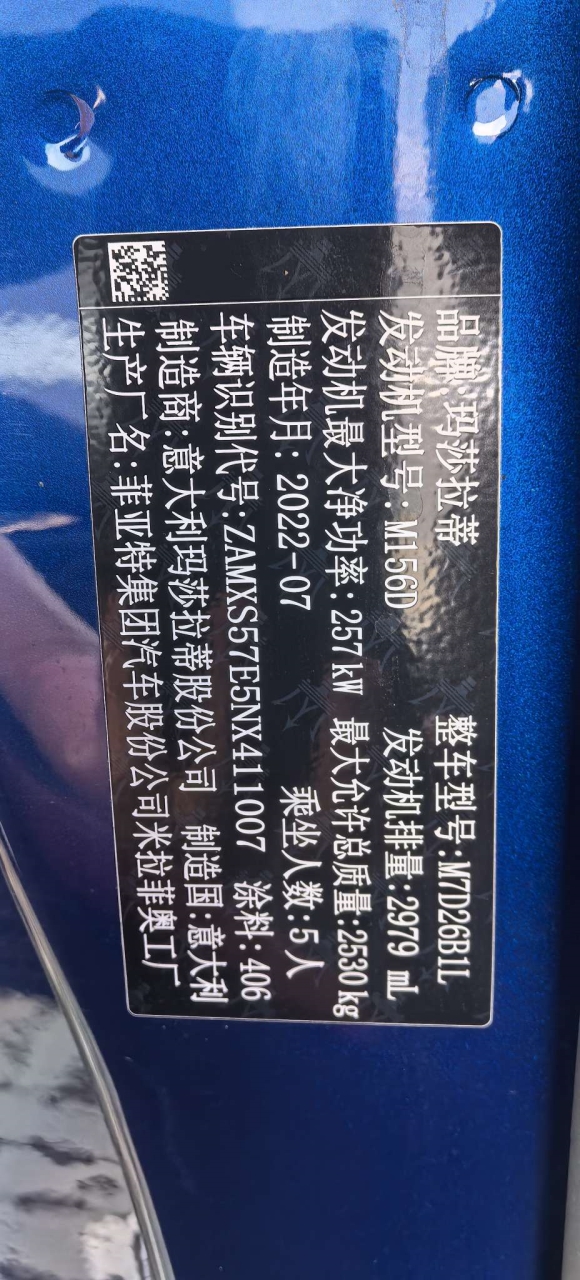 品牌:玛莎拉蒂 整车型号:M7D26B1L
发动机型号:M156D 发动机排量:2979 mL
发动机最大净功率:257kW 最大允许总质量:2530kg
制造年月:2022-07 乘坐人数:5人
车辆识别代号:ZAMXS57E5NX411007 涂料:406
制造商:意大利玛莎拉蒂股份公司 制造国:意大利
生产厂名:菲亚特集团汽车股份公司米拉菲奥工厂